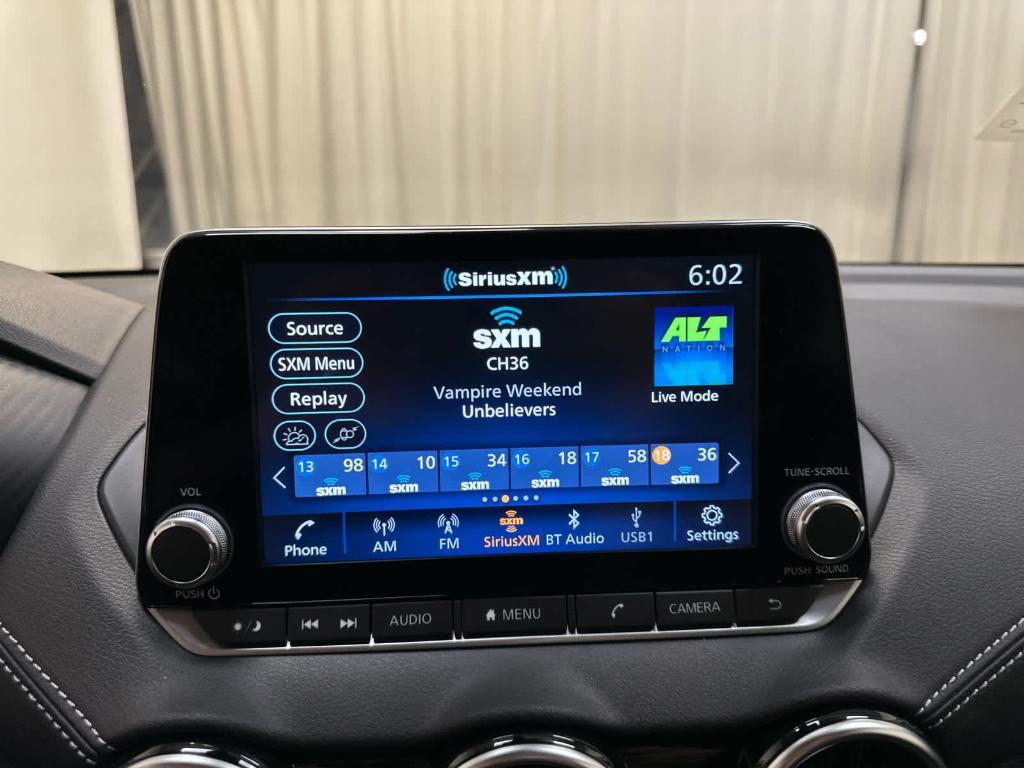 SiriusXM
6:02
Source
SXM Menu
Replay
sxm
CH36
Vampire Weekend
Unbelievers
ALT
NATION
Live Mode
13 98 sxm
14 10 sxm
15 34 sxm
16 18 sxm
17 58 sxm
18 36 sxm
Phone
AM
FM
sxm
SiriusXM
BT Audio
USB1
Settings
VOL
PUSH
TUNE·SCROLL
PUSH SOUND
AUDIO
MENU
CAMERA